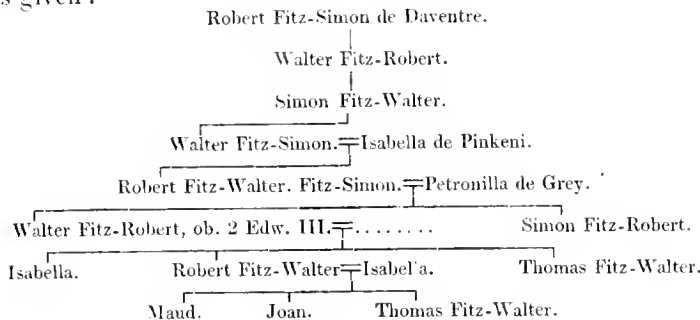 s given:
Robert Fitz-Simon de Daventre.
Walter Fitz-Robert.
Simon Fitz-Walter.
Walter Fitz-Simon.=Isabella de Pinkeni.
Robert Fitz-Walter. Fitz-Simon.=Petronilla de Grey.
Walter Fitz-Robert, ob. 2 Edw. III.=........ Simon Fitz-Robert.
Isabella. Robert Fitz-Walter=Isabel'a. Thomas Fitz-Walter.
Maud. Joan. Thomas Fitz-Walter.